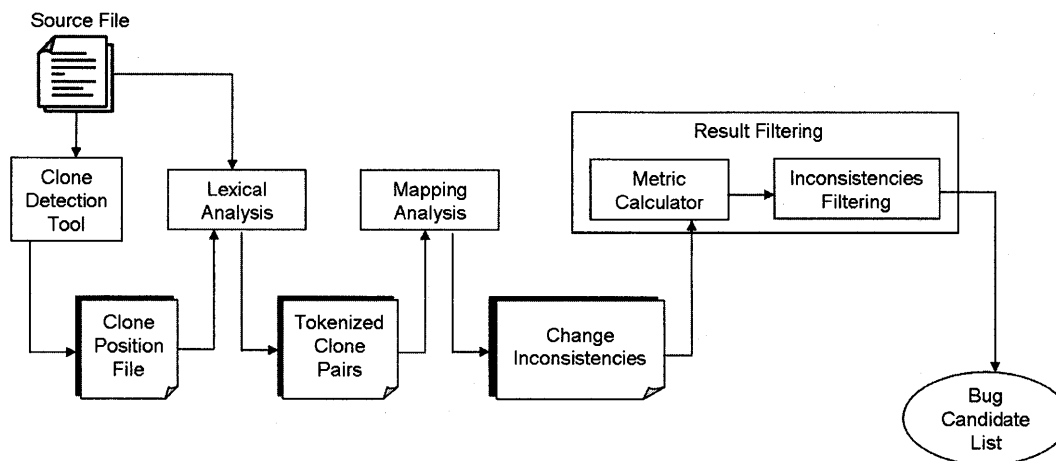 Source File
Clone
Detection
Tool
Lexical
Analysis
Mapping
Analysis
Result Filtering
Metric
Calculator
Inconsistencies
Filtering
Clone
Position
File
Tokenized
Clone
Pairs
Change
Inconsistencies
Bug
Candidate
List